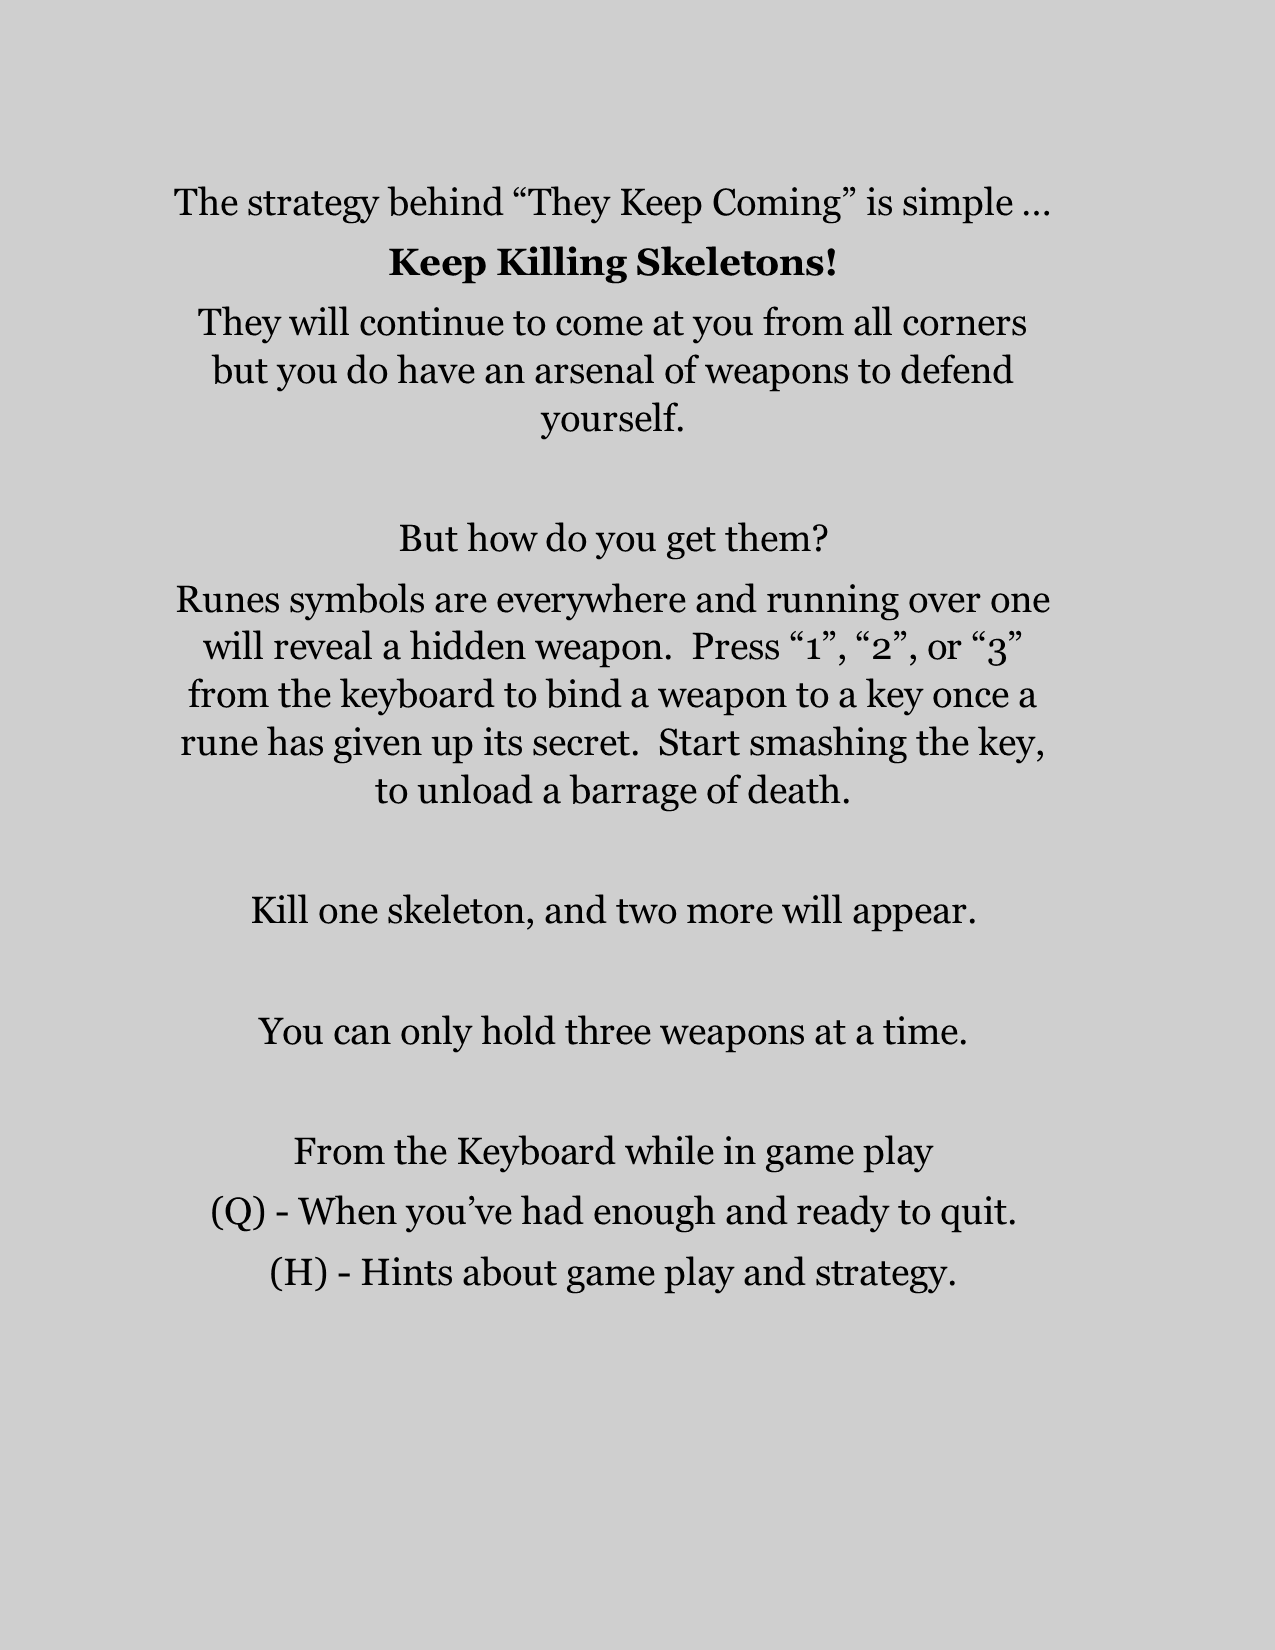 The strategy behind “They Keep Coming” is simple ...
Keep Killing Skeletons!
They will continue to come at you from all corners
but you do have an arsenal of weapons to defend
yourself.
But how do you get them?
Runes symbols are everywhere and running over one
will reveal a hidden weapon.  Press “1”, “2”, or “3”
from the keyboard to bind a weapon to a key once a
rune has given up its secret.  Start smashing the key,
to unload a barrage of death.
Kill one skeleton, and two more will appear.
You can only hold three weapons at a time.
From the Keyboard while in game play
(Q) - When you’ve had enough and ready to quit.
(H) - Hints about game play and strategy.